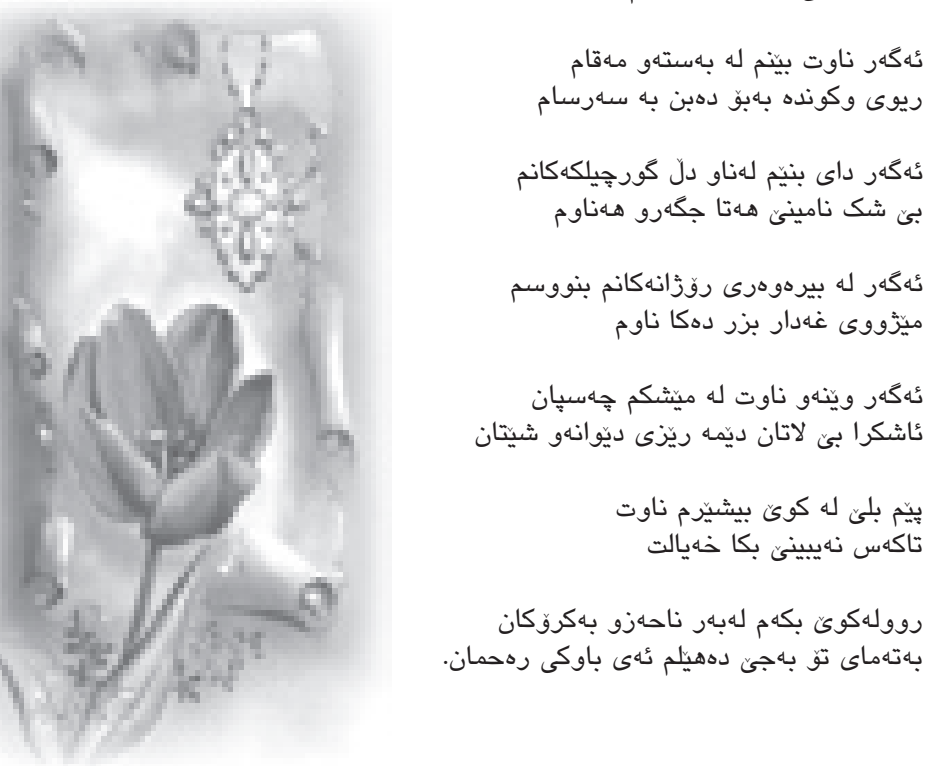 ئەگەر ناوت بێنم لە بەستەو مەقام
ریوی وکوندە بەبۆ دەبن بە سەرسام
ئەگەر دای بنێم لەناو دڵ گورچیلکەکانم
بێ شک نامینێ هەتا جگەرو هەناوم
ئەگەر لە بیرەوەری رۆژانەکانم بنووسم
مێژووی غەدار بزر دەکا ناوم
ئەگەر وێنەو ناوت لە مێشکم چەسپان
ئاشکرا بێ لاتان دێمە رێزی دێوانەو شێتان
پێم بلێ لە کوێ بیشێرم ناوت
تاکەس نەیبینێ بکا خەیالت
روولەکوێ بکەم لەبەر ناحەزو بەکرۆکان
بەتەمای تۆ بەجێ دەهێلم ئەی باوکی رەحمان.